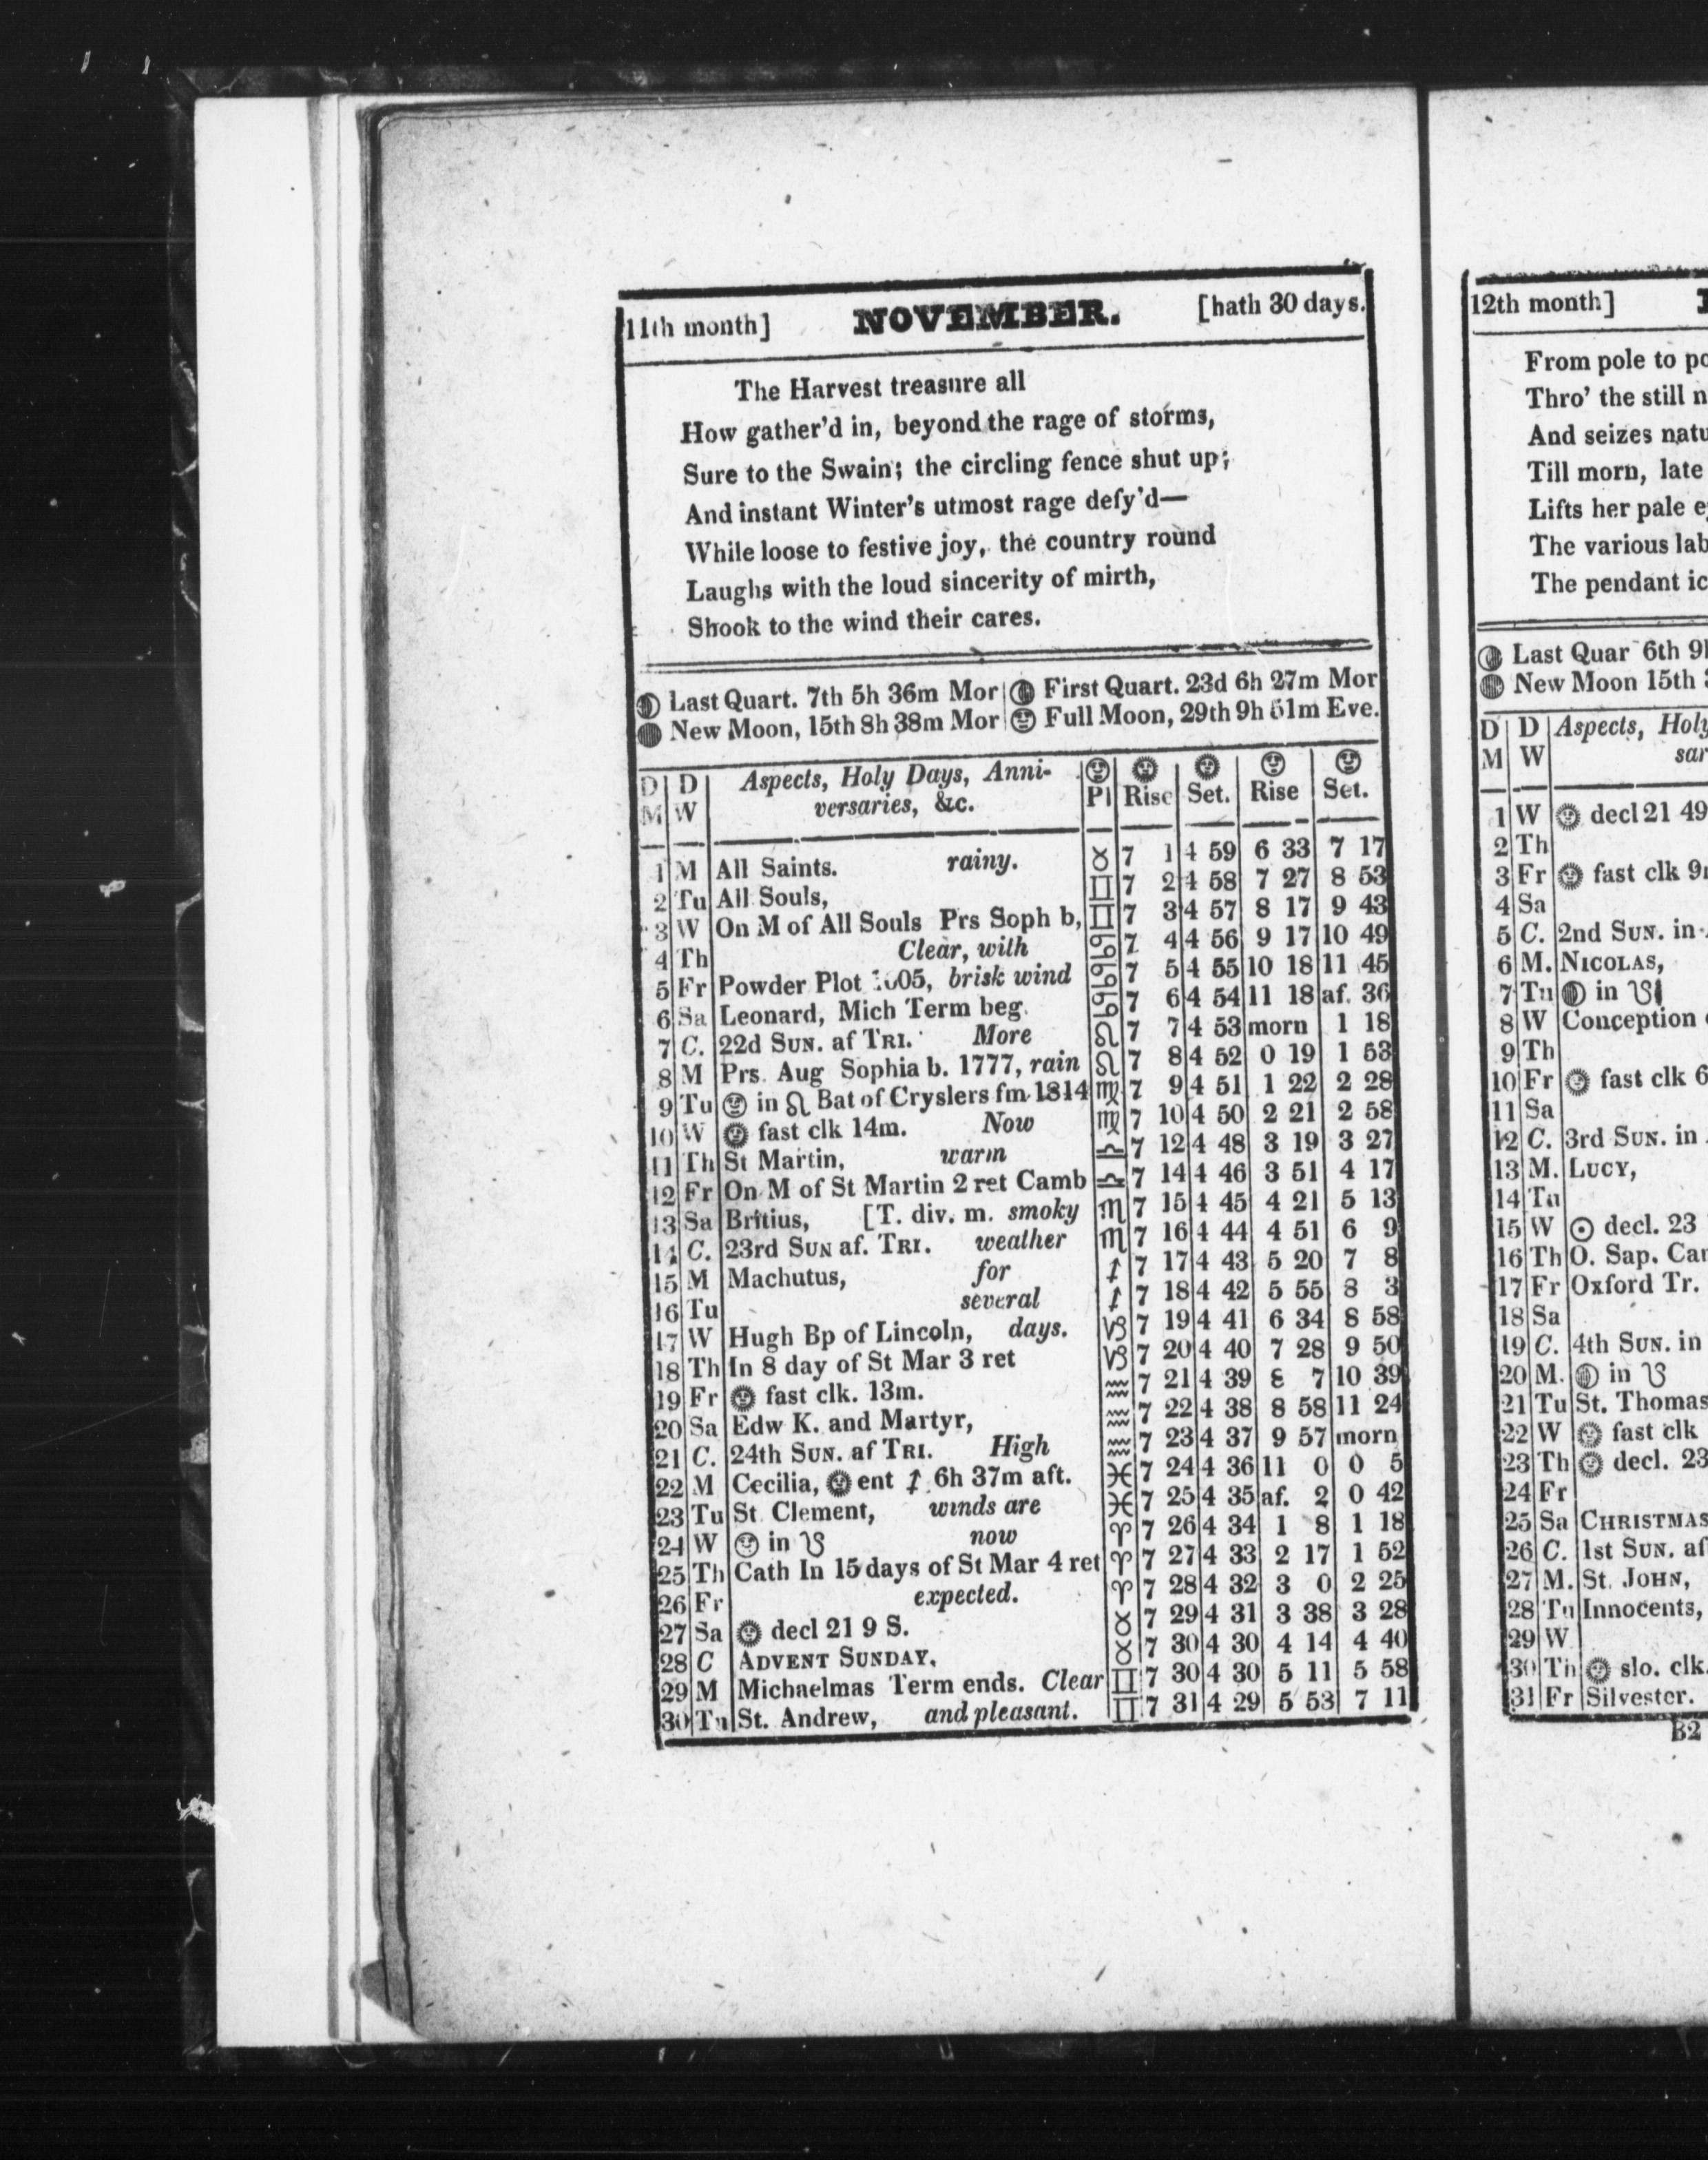 11th month] NOVEMBER. [hath 30 days.
The Harvest treasure all
How gather'd in, beyond the rage of storms,
Sure to the Swain; the circling fence shut up;
And instant Winter's utmost rage defy'd—
While loose to festive joy, the country round
Laughs with the loud sincerity of mirth,
Shook to the wind their cares.
Last Quart. 7th 5h 36m Mor First Quart. 23d 6h 27m Mor
New Moon, 15th 8h 38m Mor Full Moon, 29th 9h 51m Eve.
D D Aspects, Holy Days, Anni-
M W versaries, &c. Pl Rise Set. Rise Set.
1 M All Saints. rainy. ♉ 7 1 4 59 6 33 7 17
2 Tu All Souls, ♊ 7 2 4 58 7 27 8 53
3 W On M of All Souls Prs Soph b, ♊ 7 3 4 57 8 17 9 43
4 Th Clear, with ♋ 7 4 4 56 9 17 10 49
5 Fr Powder Plot 1605, brisk wind ♋ 7 5 4 55 10 18 11 45
6 Sa Leonard, Mich Term beg. ♋ 7 6 4 54 11 18 af. 36
7 C. 22d SUN. af TRI. More ♌ 7 7 4 53 morn 1 18
8 M Prs. Aug Sophia b. 1777, rain ♌ 7 8 4 52 0 19 1 53
9 Tu in ♌ Bat of Cryslers fm 1814 ♍ 7 9 4 51 1 22 2 28
10 W fast clk 14m. Now ♍ 7 10 4 50 2 21 2 58
11 Th St Martin, warm ♎ 7 12 4 48 3 19 3 27
12 Fr On M of St Martin 2 ret Camb ♎ 7 14 4 46 3 51 4 17
13 Sa Britius, [T. div. m. smoky ♏ 7 15 4 45 4 21 5 13
14 C. 23rd SUN af. TRI. weather ♏ 7 16 4 44 4 51 6 9
15 M Machutus, for ♐ 7 17 4 43 5 20 7 8
16 Tu several ♐ 7 18 4 42 5 55 8 3
17 W Hugh Bp of Lincoln, days. ♑ 7 19 4 41 6 34 8 58
18 Th In 8 day of St Mar 3 ret ♑ 7 20 4 40 7 28 9 50
19 Fr fast clk. 13m. ♒ 7 21 4 39 8 7 10 39
20 Sa Edw K. and Martyr, ♒ 7 22 4 38 8 58 11 24
21 C. 24th SUN. af TRI. High ♒ 7 23 4 37 9 57 morn
22 M Cecilia, ent ♐ 6h 37m aft. ♓ 7 24 4 36 11 0 0 5
23 Tu St. Clement, winds are ♓ 7 25 4 35 af. 2 0 42
24 W in ☋ now ♈ 7 26 4 34 1 8 1 18
25 Th Cath In 15 days of St Mar 4 ret ♈ 7 27 4 33 2 17 1 52
26 Fr expected. ♈ 7 28 4 32 3 0 2 25
27 Sa decl 21 9 S. ♉ 7 29 4 31 3 38 3 28
28 C ADVENT SUNDAY, ♉ 7 30 4 30 4 14 4 40
29 M Michaelmas Term ends. Clear ♊ 7 30 4 30 5 11 5 58
30 Tu St. Andrew, and pleasant. ♊ 7 31 4 29 5 53 7 11
12th month]
From pole to
Thro' the still
And seizes
Till morn, late
Lifts her pale
The various
The pendant
Last Quar 6th
New Moon 15th
D D Aspects, Holy
M W
1 W decl 21 49
2 Th
3 Fr fast clk
4 Sa
5 C. 2nd SUN. in
6 M. NICOLAS,
7 Tu in ☋
8 W Conception
9 Th
10 Fr fast clk 6
11 Sa
12 C. 3rd SUN. in
13 M. LUCY,
14 Tu
15 W ☉ decl. 23
16 Th O. Sap.
17 Fr Oxford Tr.
18 Sa
19 C. 4th SUN. in
20 M. in ☋
21 Tu St. Thomas
22 W fast clk
23 Th decl. 23
24 Fr
25 Sa CHRISTMAS
26 C. 1st SUN. af
27 M. St. JOHN,
28 Tu Innocents,
29 W
30 Th slo. clk.
31 Fr Silvester.
B2